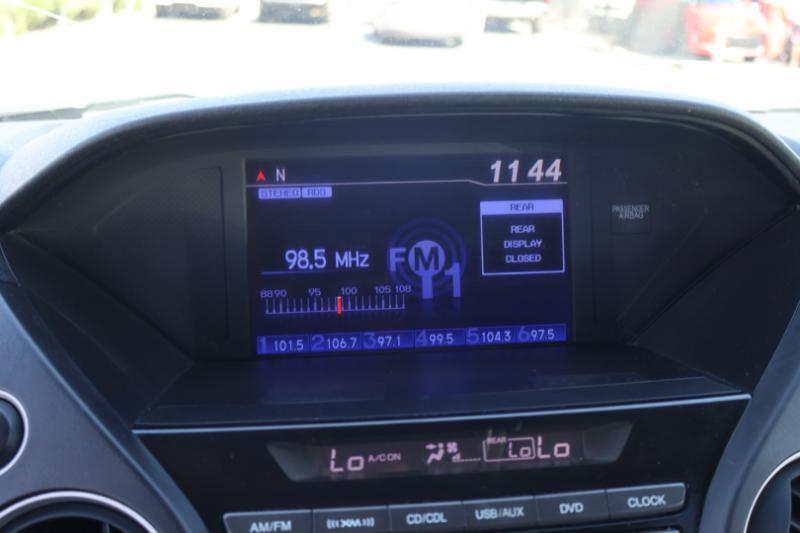 N 11 44
STEREO RDS
REAR
REAR
DISPLAY
CLOSED
PASSENGER
AIRBAG
98.5 MHz FM 1
88 90 95 100 105 108
1 101.5 2 106.7 3 97.1 4 99.5 5 104.3 6 97.5
Lo A/CON REAR Lo Lo
AM/FM XM CD/CDL USB/AUX DVD CLOCK